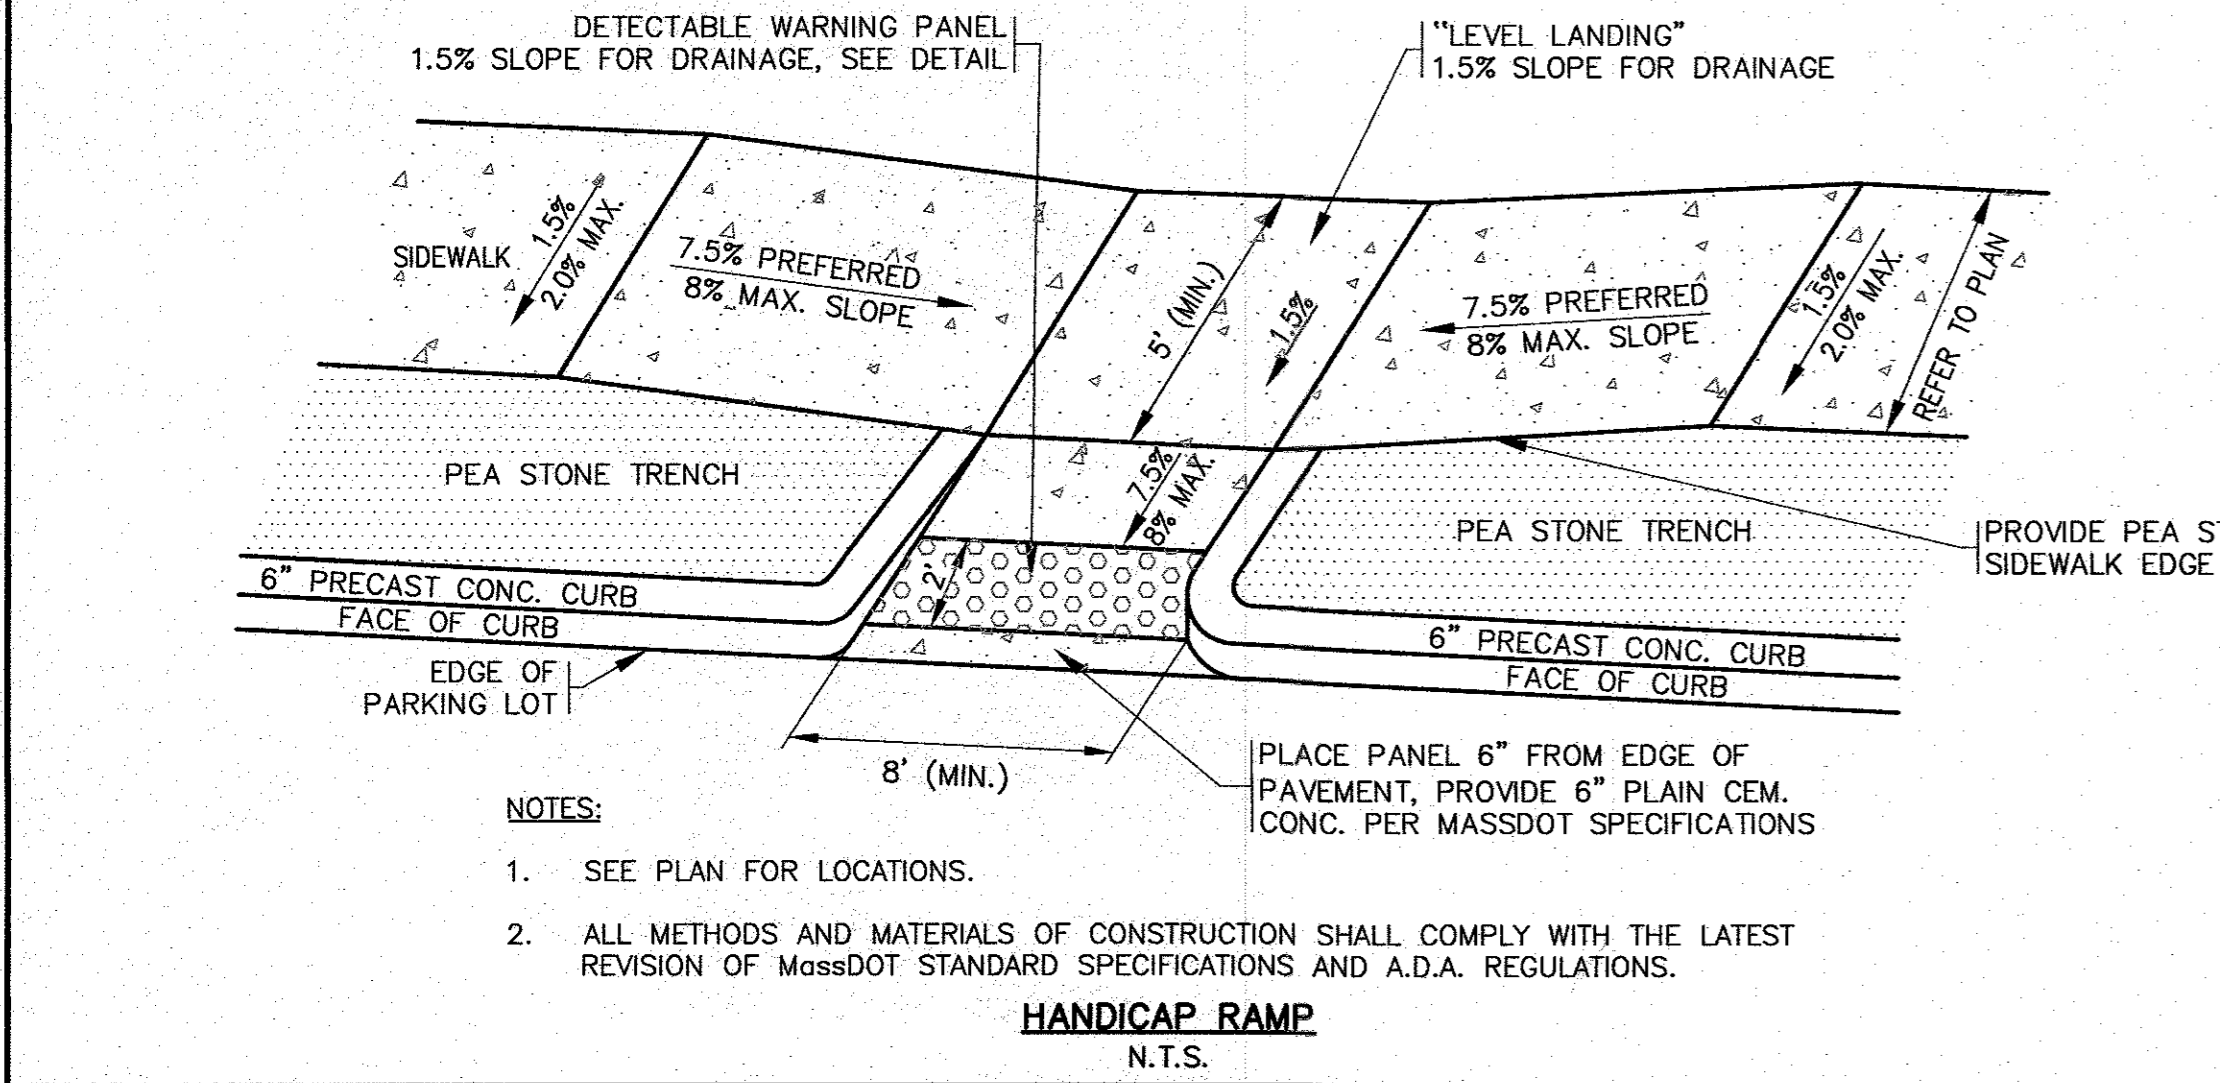 DETECTABLE WARNING PANEL
1.5% SLOPE FOR DRAINAGE, SEE DETAIL
"LEVEL LANDING"
1.5% SLOPE FOR DRAINAGE
SIDEWALK
1.5%
2.0% MAX.
7.5% PREFERRED
8% MAX. SLOPE
5' (MIN.)
1.5%
7.5% PREFERRED
8% MAX. SLOPE
1.5%
2.0% MAX.
REFER TO PLAN
PEA STONE TRENCH
7.5%
8% MAX.
PEA STONE TRENCH
PROVIDE PEA
SIDEWALK EDGE
2'
6" PRECAST CONC. CURB
FACE OF CURB
6" PRECAST CONC. CURB
FACE OF CURB
EDGE OF
PARKING LOT
8' (MIN.)
PLACE PANEL 6" FROM EDGE OF
PAVEMENT, PROVIDE 6" PLAIN CEM.
CONC. PER MASSDOT SPECIFICATIONS
NOTES:
1. SEE PLAN FOR LOCATIONS.
2. ALL METHODS AND MATERIALS OF CONSTRUCTION SHALL COMPLY WITH THE LATEST
REVISION OF MassDOT STANDARD SPECIFICATIONS AND A.D.A. REGULATIONS.
HANDICAP RAMP
N.T.S.